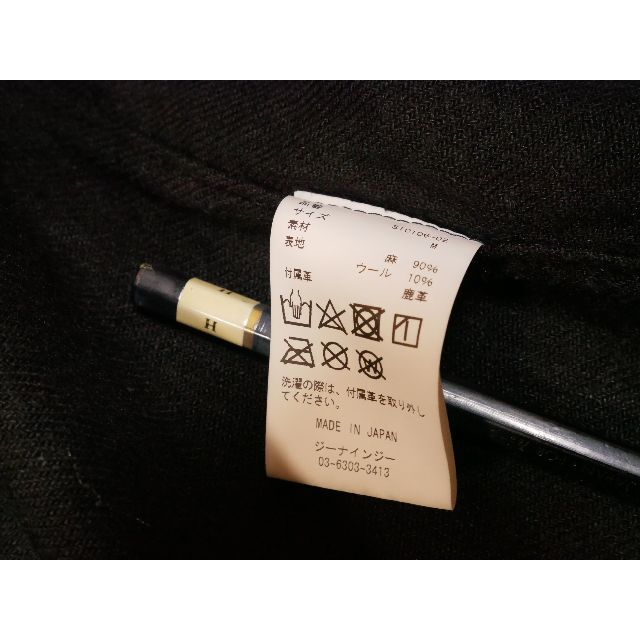 サイズ M
素材
表地 麻 90%
ウール 10%
付属革 鹿革
洗濯の際は、付属革を取り外し
てください。
MADE IN JAPAN
ジーナインジー
03-6303-3413
H